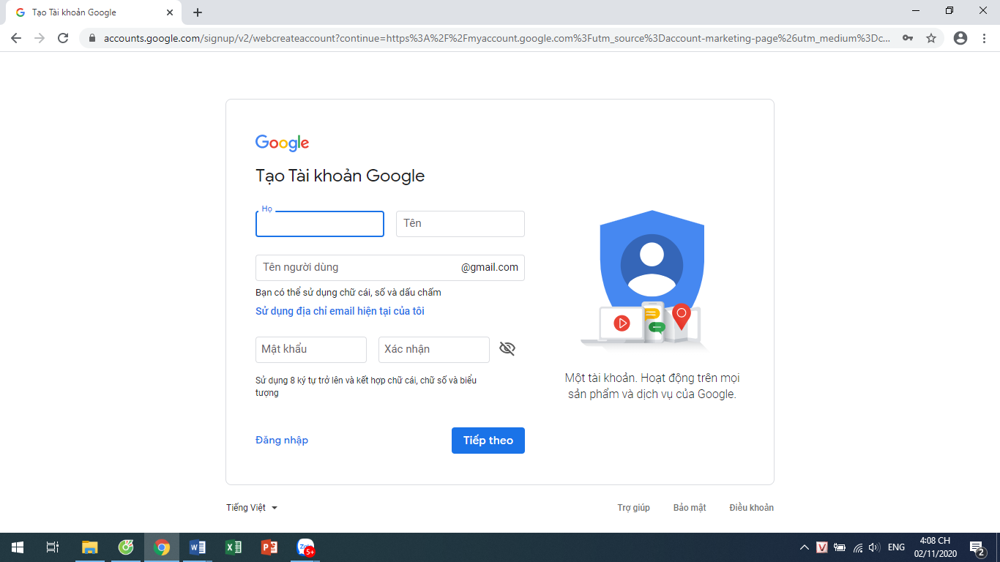 Tạo Tài khoản Google
accounts.google.com/signup/v2/webcreateaccount?continue=https%3A%2F%2Fmyaccount.google.com%3Futm_source%3Daccount-marketing-page%26utm_medium%3Dc...
Google
Tạo Tài khoản Google
Họ
Tên
Tên người dùng @gmail.com
Bạn có thể sử dụng chữ cái, số và dấu chấm
Sử dụng địa chỉ email hiện tại của tôi
Mật khẩu Xác nhận
Sử dụng 8 ký tự trở lên và kết hợp chữ cái, chữ số và biểu
tượng
Một tài khoản. Hoạt động trên mọi
sản phẩm và dịch vụ của Google.
Đăng nhập Tiếp theo
Tiếng Việt Trợ giúp Bảo mật Điều khoản
Zalo
5+
V
ENG
4:08 CH
02/11/2020
2